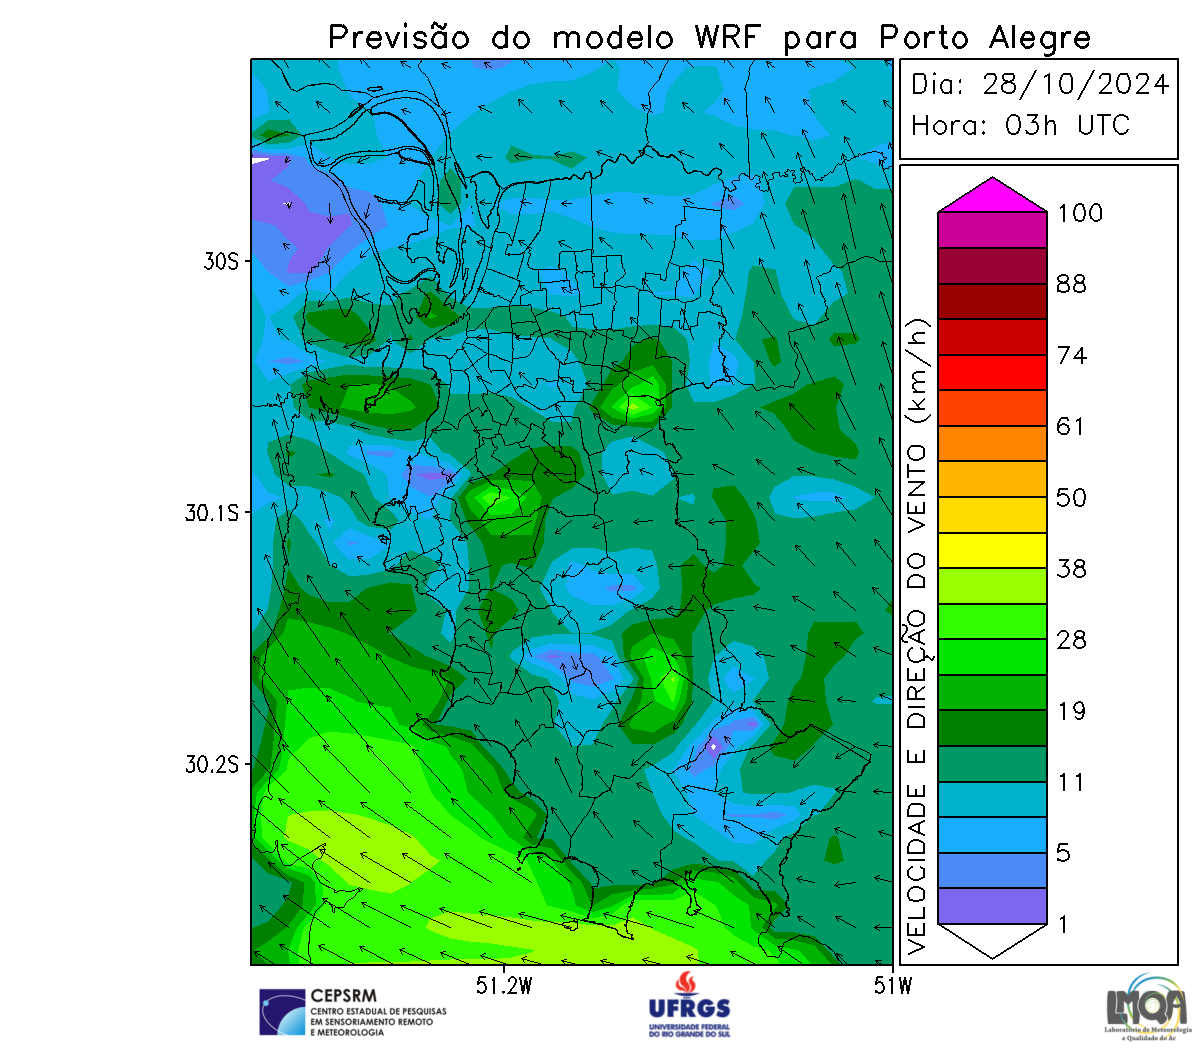 Previsão do modelo WRF para Porto Alegre
Dia: 28/10/2024
Hora: 03h UTC
100
88
74
61
50
38
28
19
11
5
1
VELOCIDADE E DIREÇÃO DO VENTO (km/h)
30S
30.1S
30.2S
51.2W
51W
CEPSRM
CENTRO ESTADUAL DE PESQUISAS
EM SENSORIAMENTO REMOTO
E METEOROLOGIA
UFRGS
UNIVERSIDADE FEDERAL
DO RIO GRANDE DO SUL
LMQA
Laboratório de Meteorologia
e Qualidade do Ar